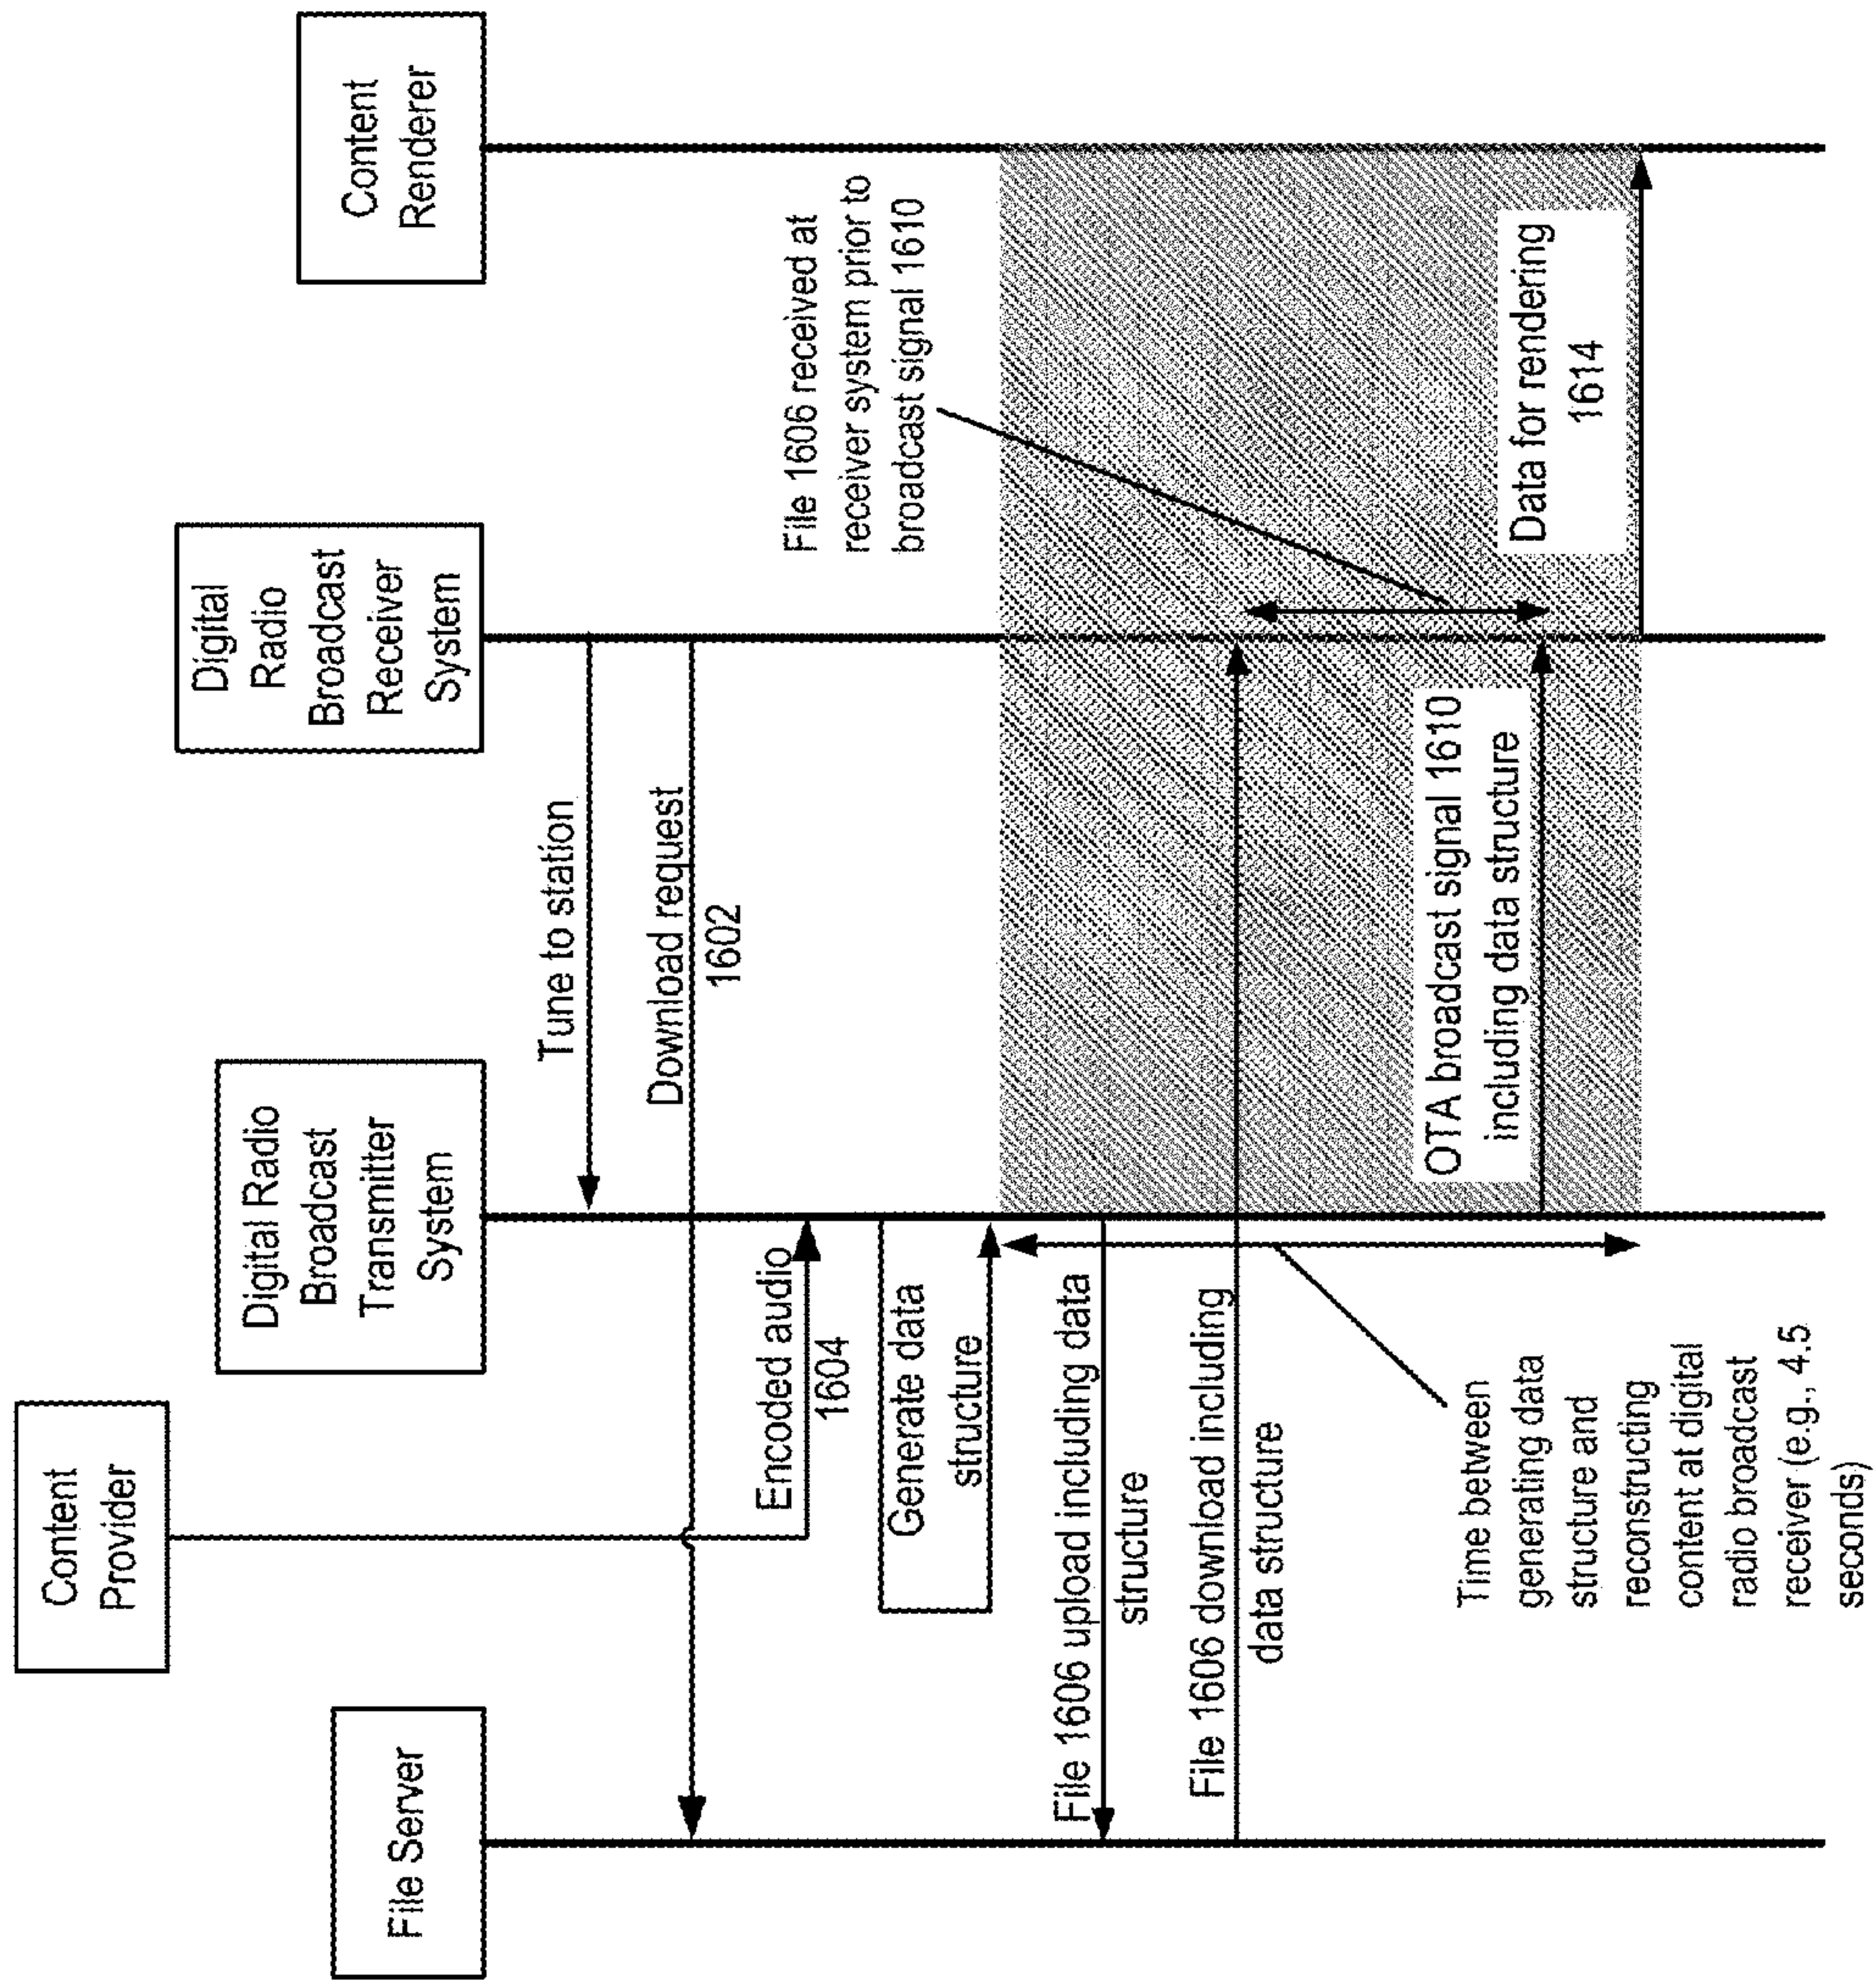 File Server
Content
Provider
Digital Radio
Broadcast
Transmitter
System
Digital
Radio
Broadcast
Receiver
System
Content
Renderer
Tune to station
Download request
1602
Encoded audio
1604
Generate data
structure
File 1606 upload including data
structure
File 1606 download including
data structure
File 1606 received at
receiver system prior to
broadcast signal 1610
OTA broadcast signal 1610
including data structure
Data for rendering
1614
Time between
generating data
structure and
reconstructing
content at digital
radio broadcast
receiver (e.g., 4.5
seconds)